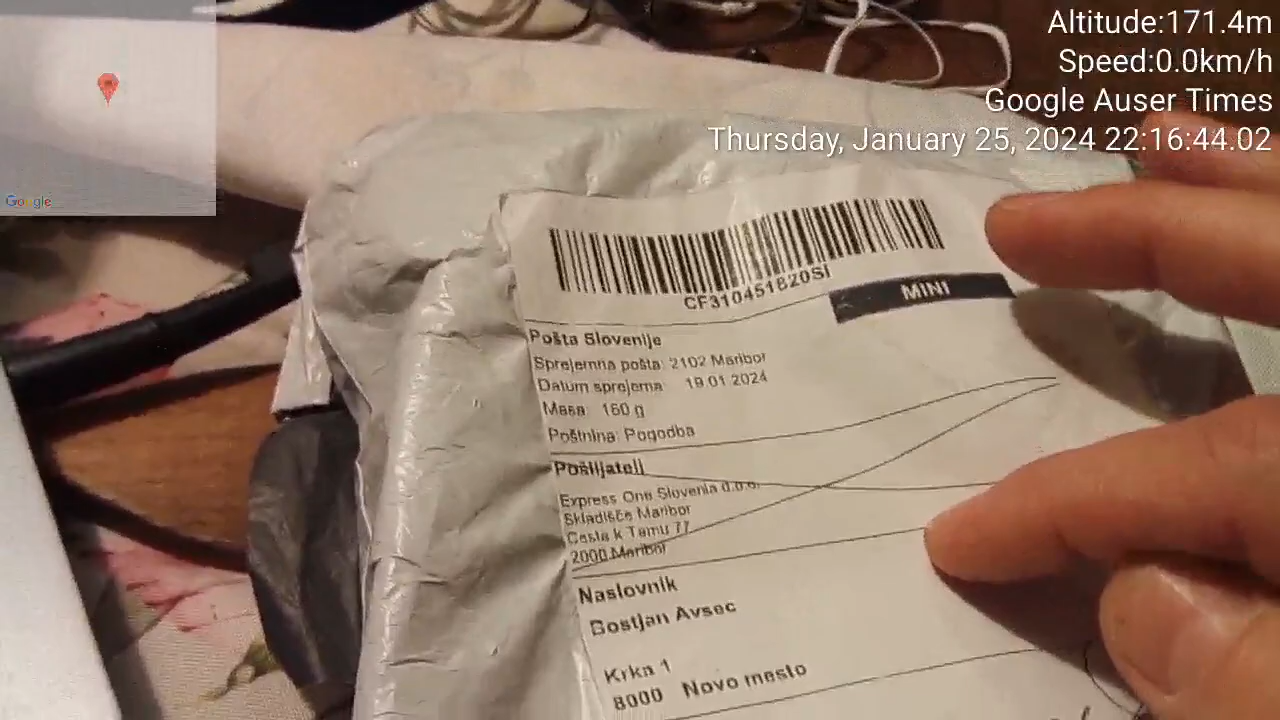 Altitude:171.4m
Speed:0.0km/h
Google Auser Times
Thursday, January 25, 2024 22:16:44.02
Google
CF310451820SI
MINI
Pošta Slovenije
Sprejemna pošta: 2102 Maribor
Datum sprejema: 19.01.2024
Masa: 160 g
Poštnina: Pogodba
Pošiljatelj
Express One Slovenia d.o.o.
Skladišče Maribor
Cesta k Tamu 77
2000 Maribor
Naslovnik
Bostjan Avsec
Krka 1
8000 Novo mesto